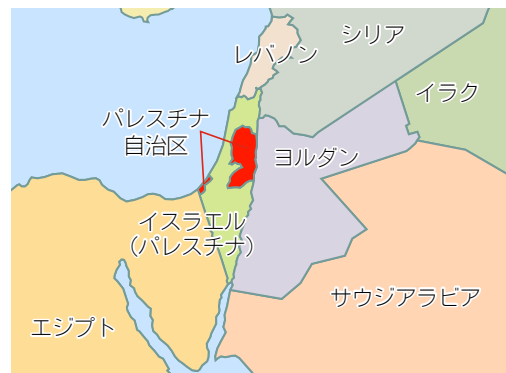 シリア
レバノン
イラク
パレスチナ
自治区
ヨルダン
イスラエル
（パレスチナ）
サウジアラビア
エジプト